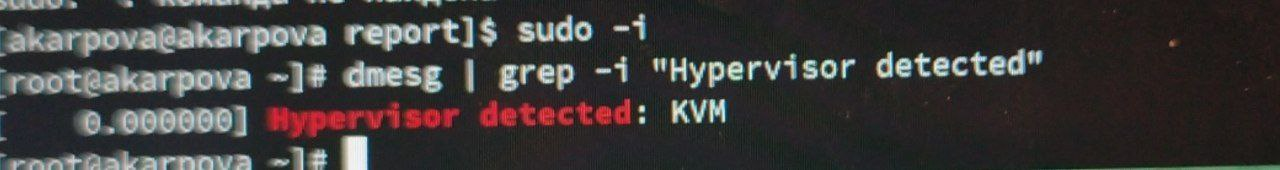 [akarpova@akarpova report]$ sudo -i
[root@akarpova ~]# dmesg | grep -i "Hypervisor detected"
[    0.000000] Hypervisor detected: KVM
[root@akarpova ~]#